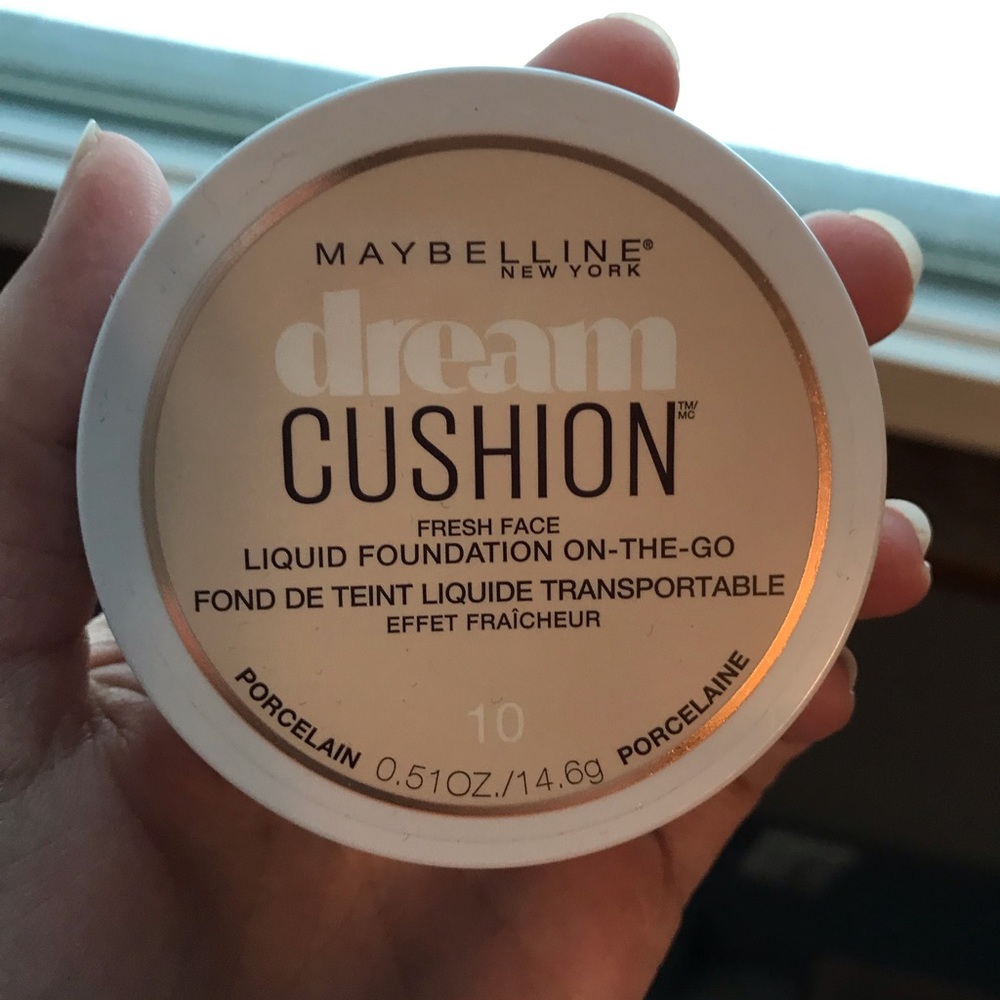 MAYBELLINE®
NEW YORK
dream
CUSHION™/MC
FRESH FACE
LIQUID FOUNDATION ON-THE-GO
FOND DE TEINT LIQUIDE TRANSPORTABLE
EFFET FRAÎCHEUR
10
PORCELAIN 0.51OZ./14.6g PORCELAINE